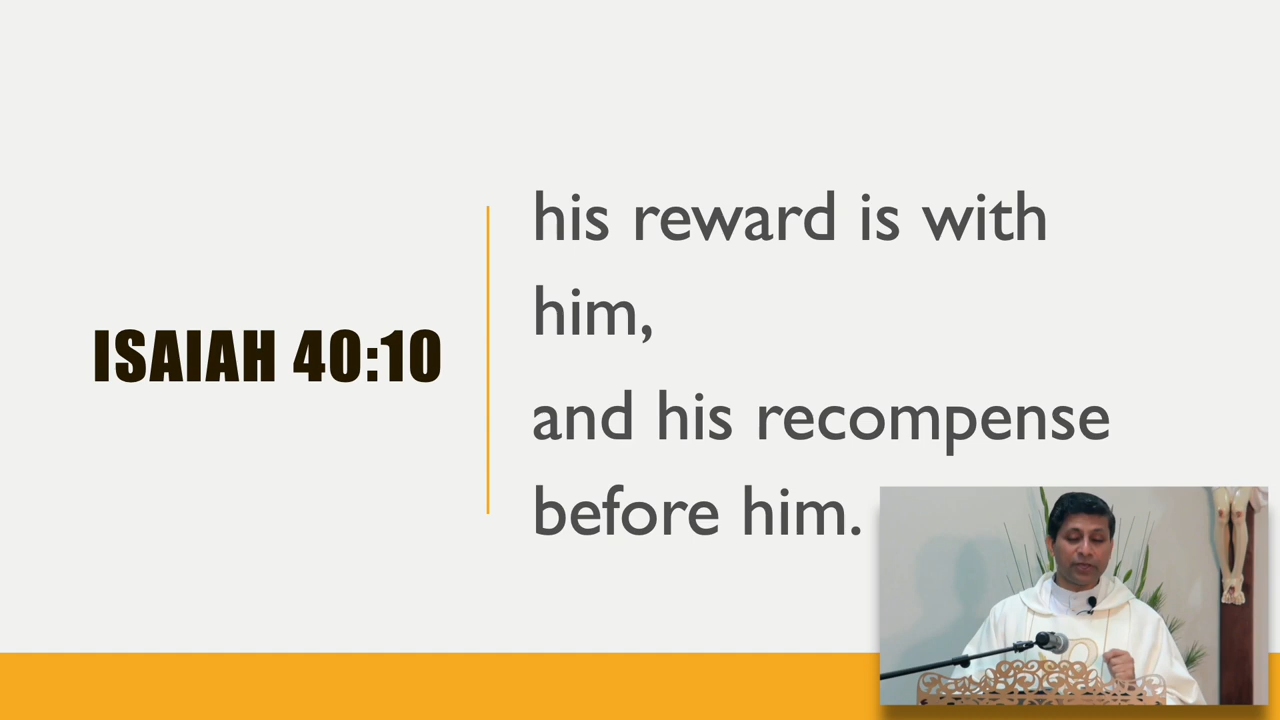 ISAIAH 40:10
his reward is with
him,
and his recompense
before him.